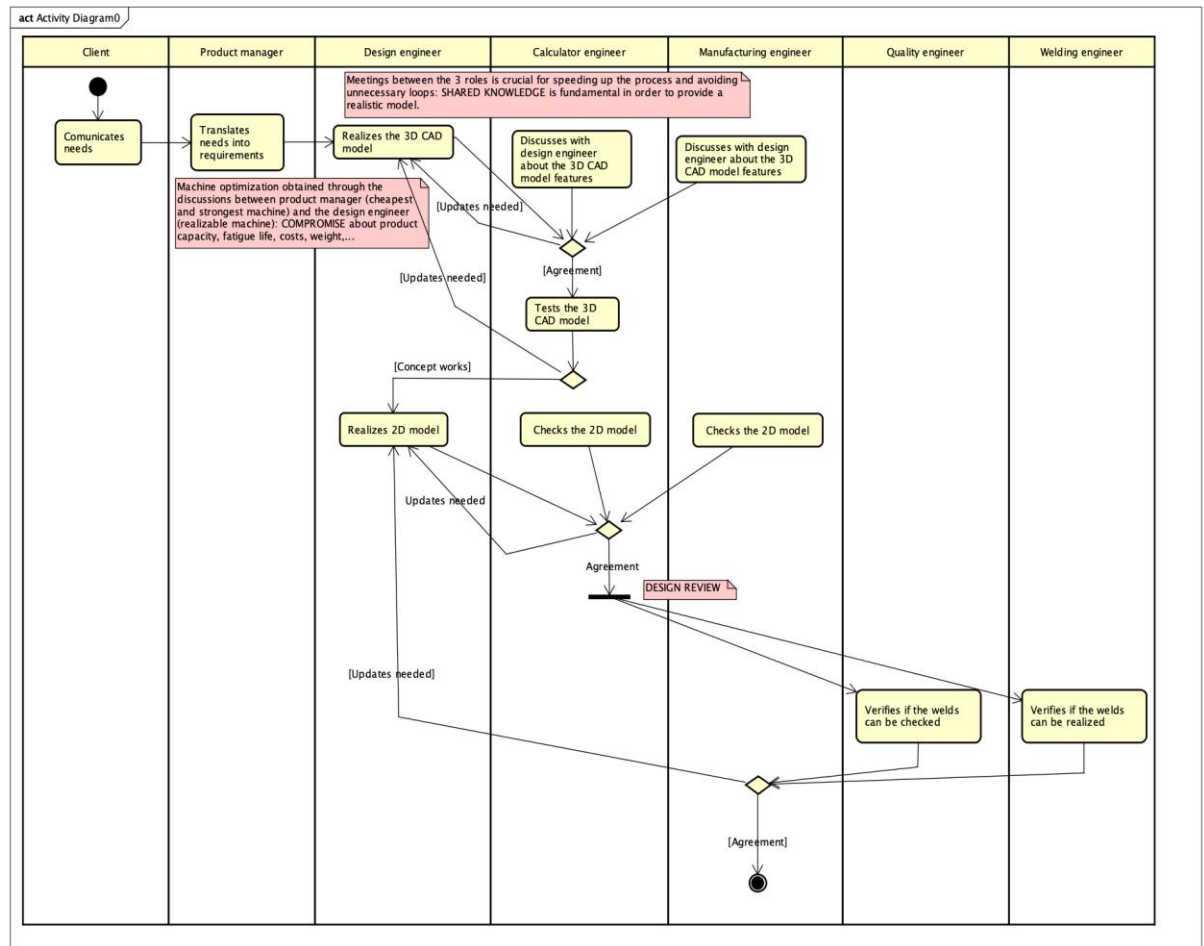 act Activity Diagram0
Client
Product manager
Design engineer
Calculator engineer
Manufacturing engineer
Quality engineer
Welding engineer
Meetings between the 3 roles is crucial for speeding up the process and avoiding
unnecessary loops: SHARED KNOWLEDGE is fundamental in order to provide a
realistic model.
Comunicates
needs
Translates
needs into
requirements
Realizes the 3D CAD
model
Discusses with
design engineer
about the 3D CAD
model features
Discusses with design
engineer about the 3D
CAD model features
Machine optimization obtained through the
discussions between product manager (cheapest
and strongest machine) and the design engineer
(realizable machine): COMPROMISE about product
capacity, fatigue life, costs, weight,...
[Updates needed]
[Agreement]
[Updates needed]
Tests the 3D
CAD model
[Concept works]
Realizes 2D model
Checks the 2D model
Checks the 2D model
Updates needed
Agreement
DESIGN REVIEW
[Updates needed]
Verifies if the welds
can be checked
Verifies if the welds
can be realized
[Agreement]